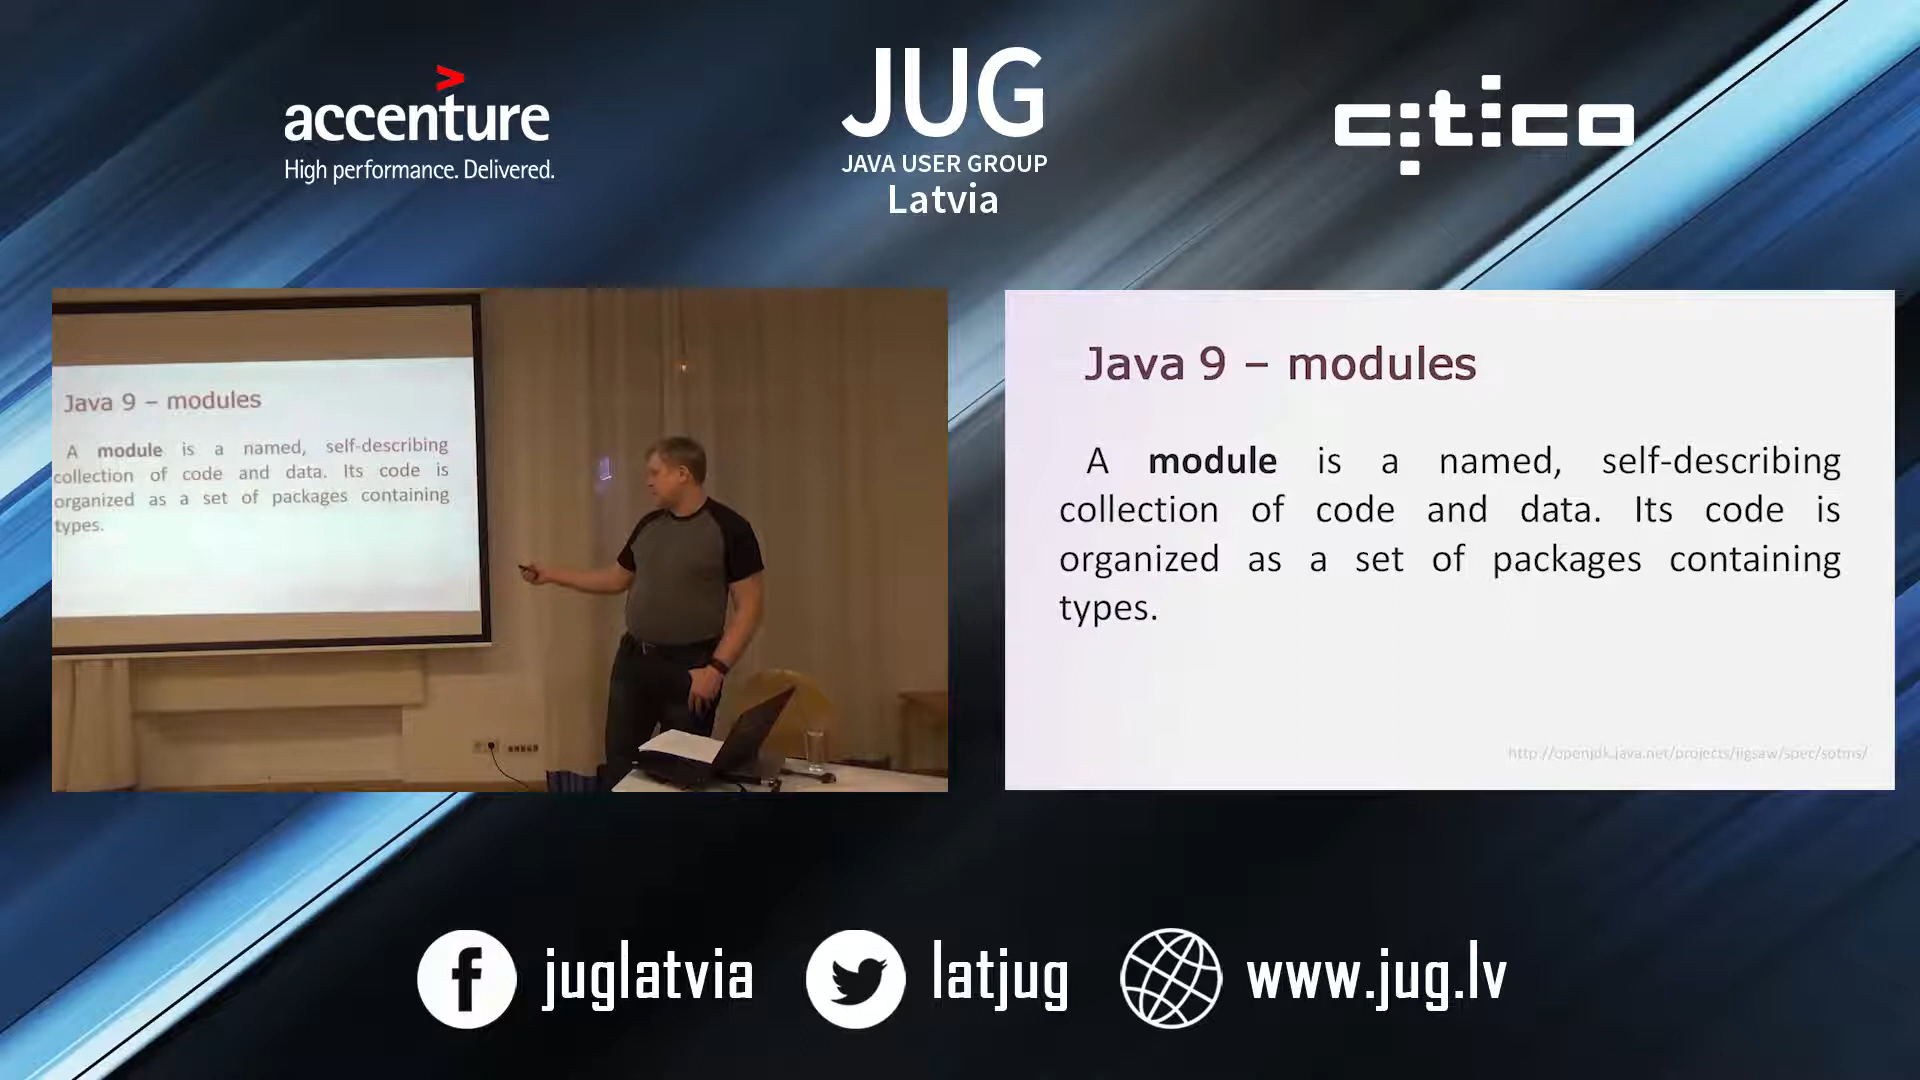 accenture
High performance. Delivered.
JUG
JAVA USER GROUP
Latvia
citico
Java 9 – modules
A module is a named, self-describing
collection of code and data. Its code is
organized as a set of packages containing
types.
Java 9 – modules
A module is a named, self-describing
collection of code and data. Its code is
organized as a set of packages containing
types.
http://openjdk.java.net/projects/jigsaw/spec/sotms/
juglatvia
latjug
www.jug.lv